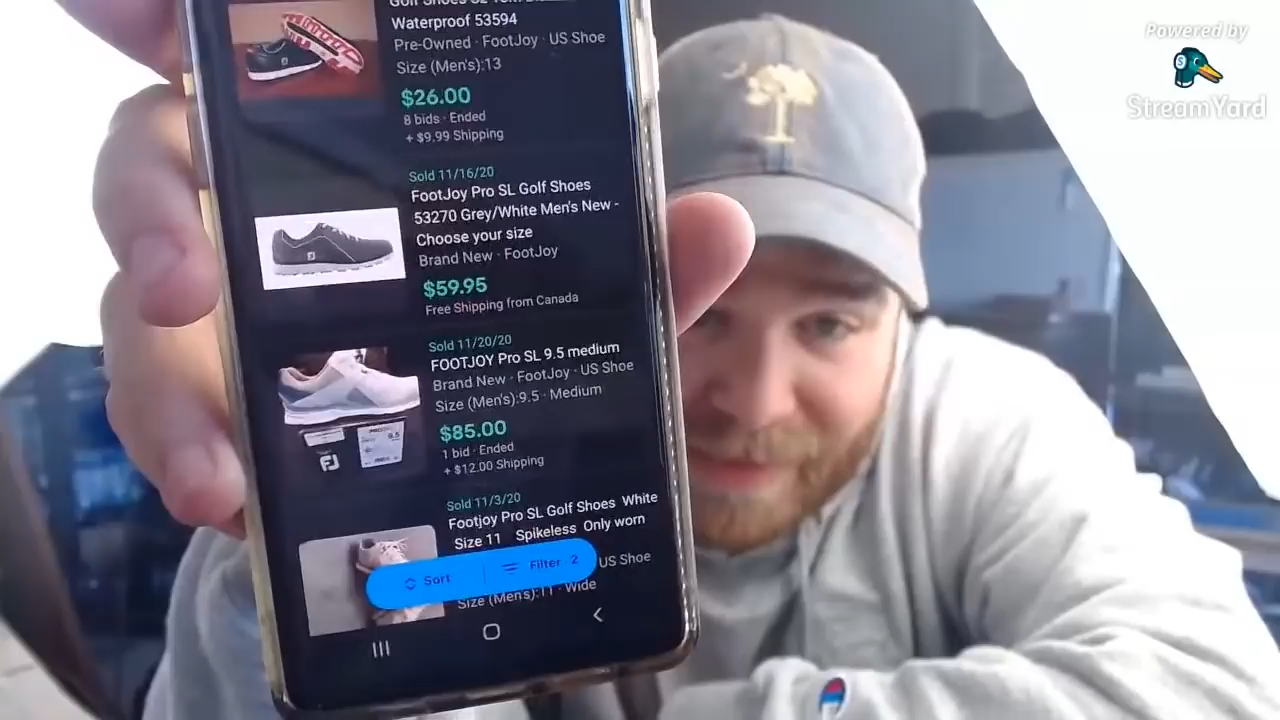 Waterproof 53594
Pre-Owned · FootJoy · US Shoe
Size (Men's):13
$26.00
8 bids · Ended
+ $9.99 Shipping
Sold 11/16/20
FootJoy Pro SL Golf Shoes
53270 Grey/White Men's New -
Choose your size
Brand New · FootJoy
$59.95
Free Shipping from Canada
Sold 11/20/20
FOOTJOY Pro SL 9.5 medium
Brand New · FootJoy · US Shoe
Size (Men's):9.5 · Medium
$85.00
1 bid · Ended
+ $12.00 Shipping
Sold 11/3/20
Footjoy Pro SL Golf Shoes White
Size 11 Spikeless Only worn
US Shoe
Size (Men's):11 · Wide
Sort
Filter 2
FJ
Powered by
StreamYard